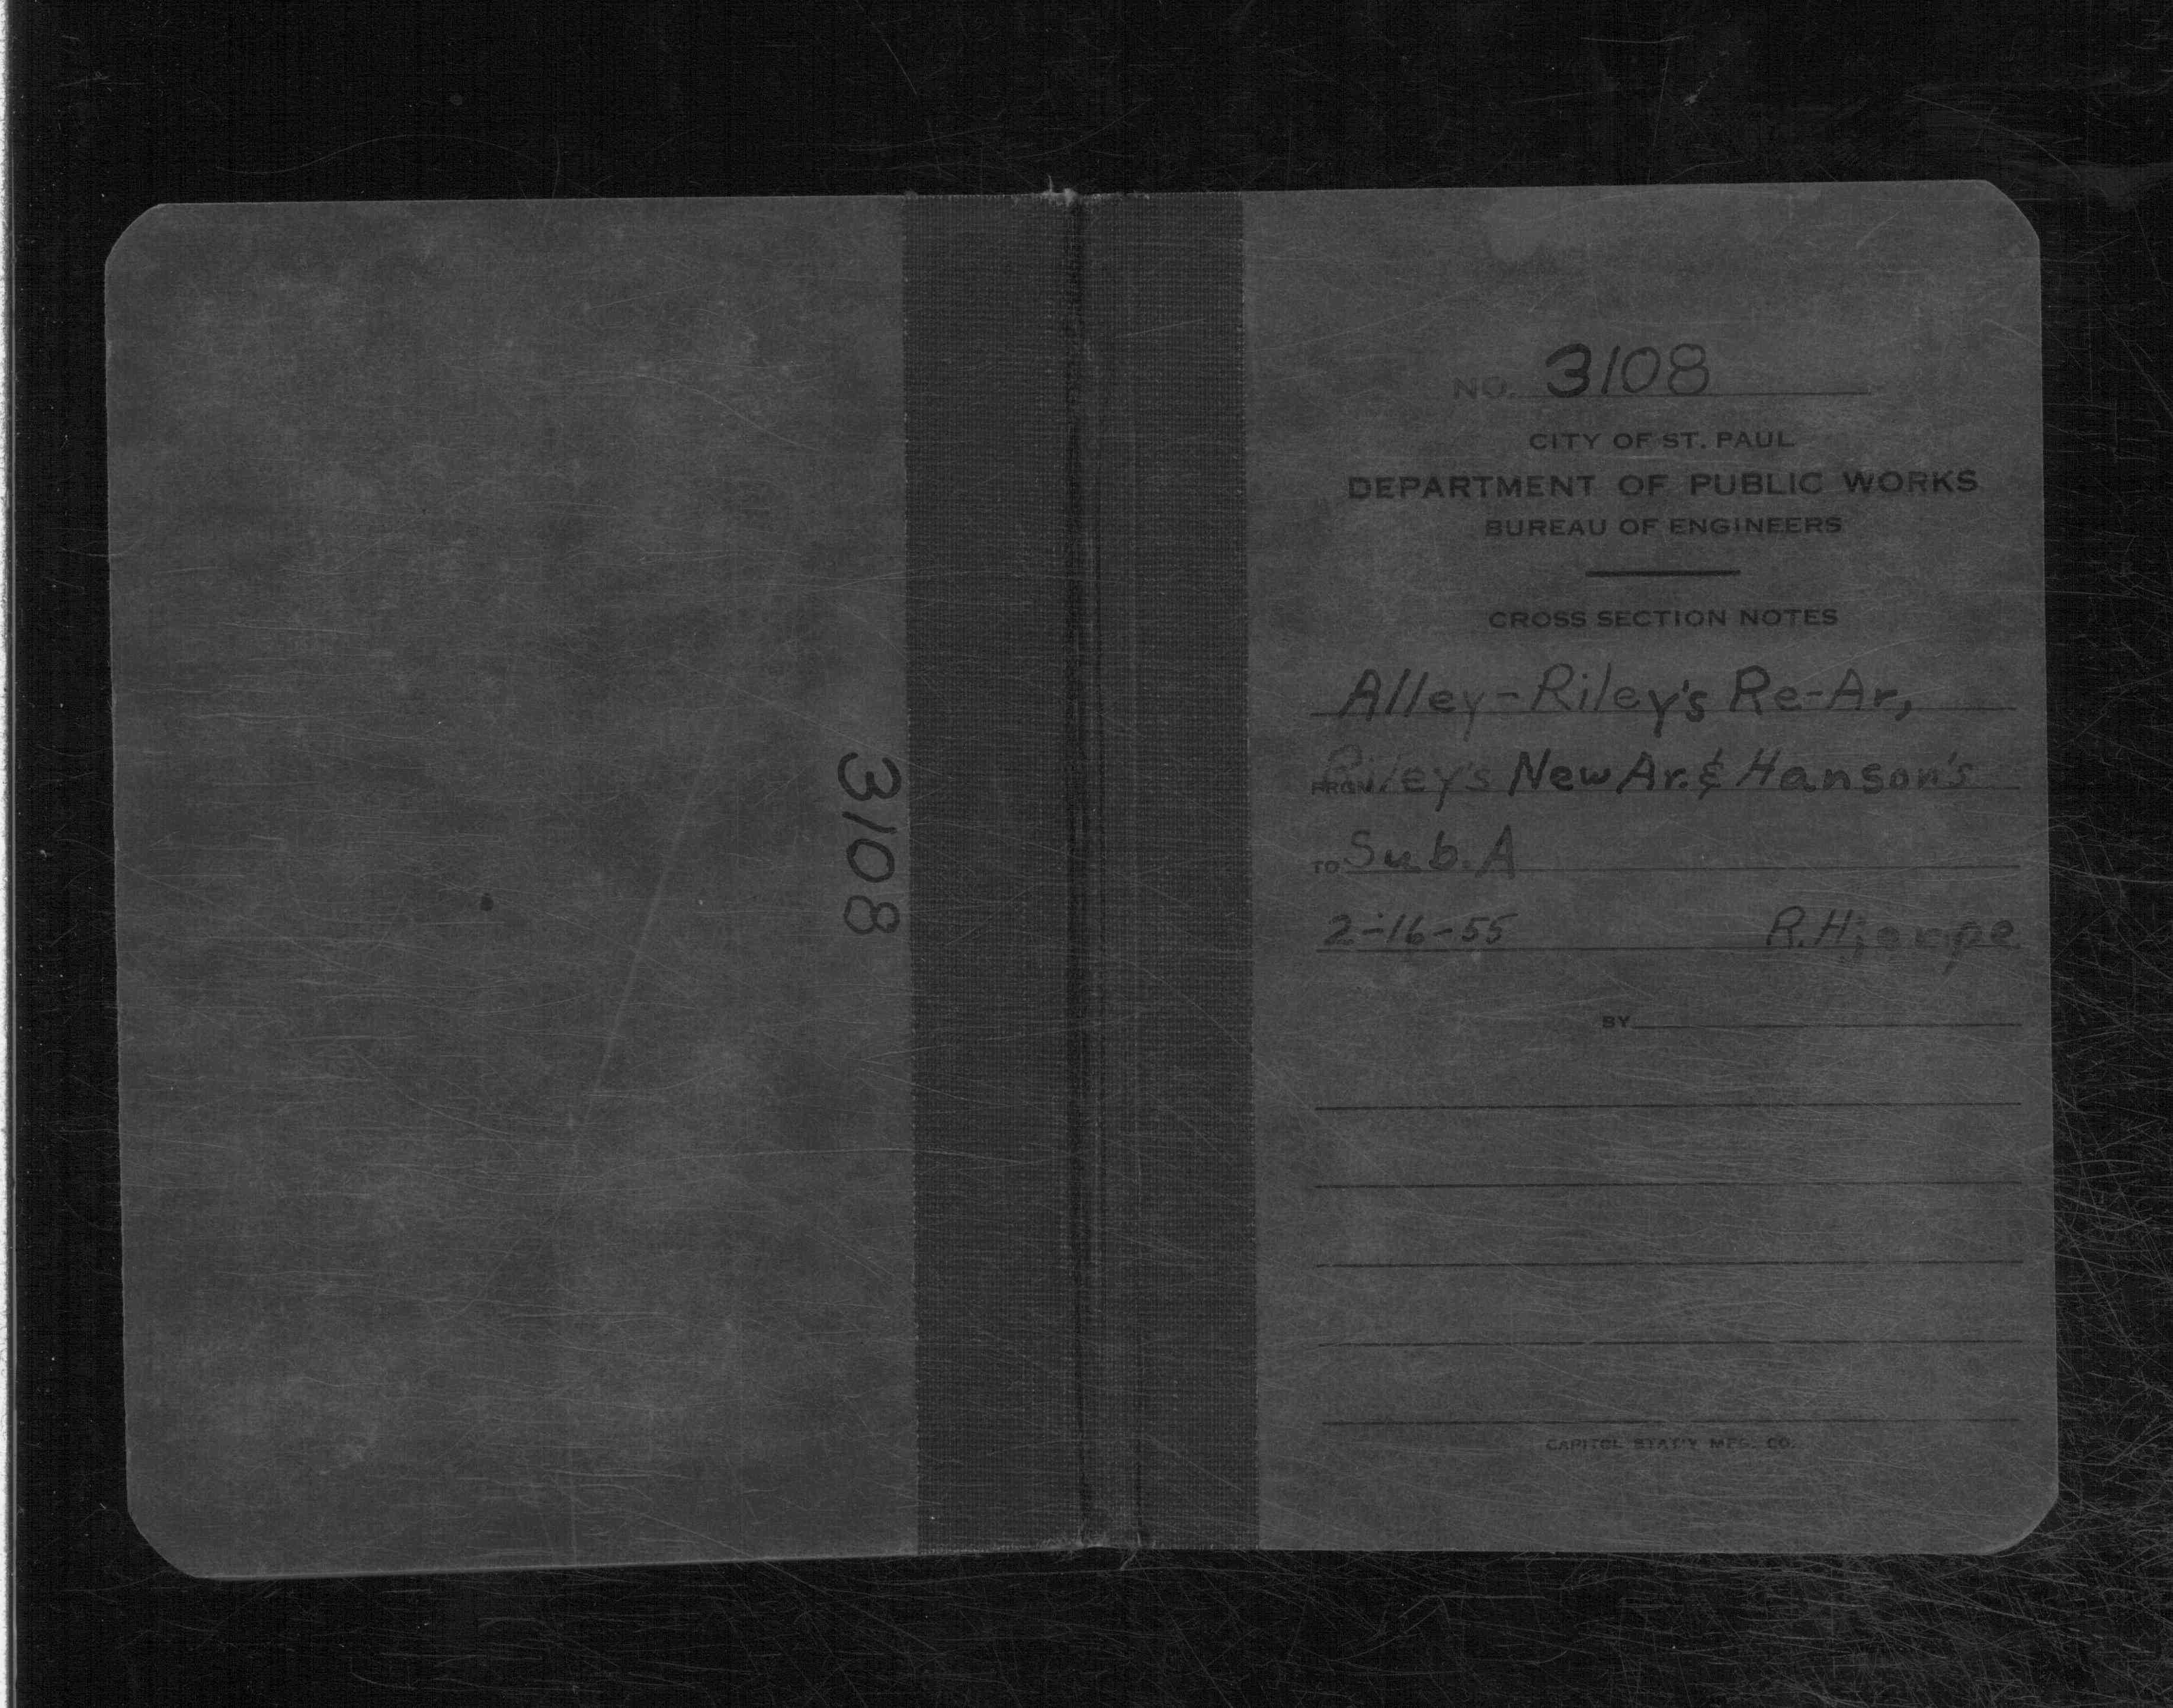 3108
NO. 3108
CITY OF ST. PAUL
DEPARTMENT OF PUBLIC WORKS
BUREAU OF ENGINEERS
CROSS SECTION NOTES
Alley-Riley's Re-Ar,
FROM Riley's New Ar. & Hanson's
TO Sub. A
2-16-55 R. Hjerpe
BY
CAPITOL STAT'Y MFG. CO.